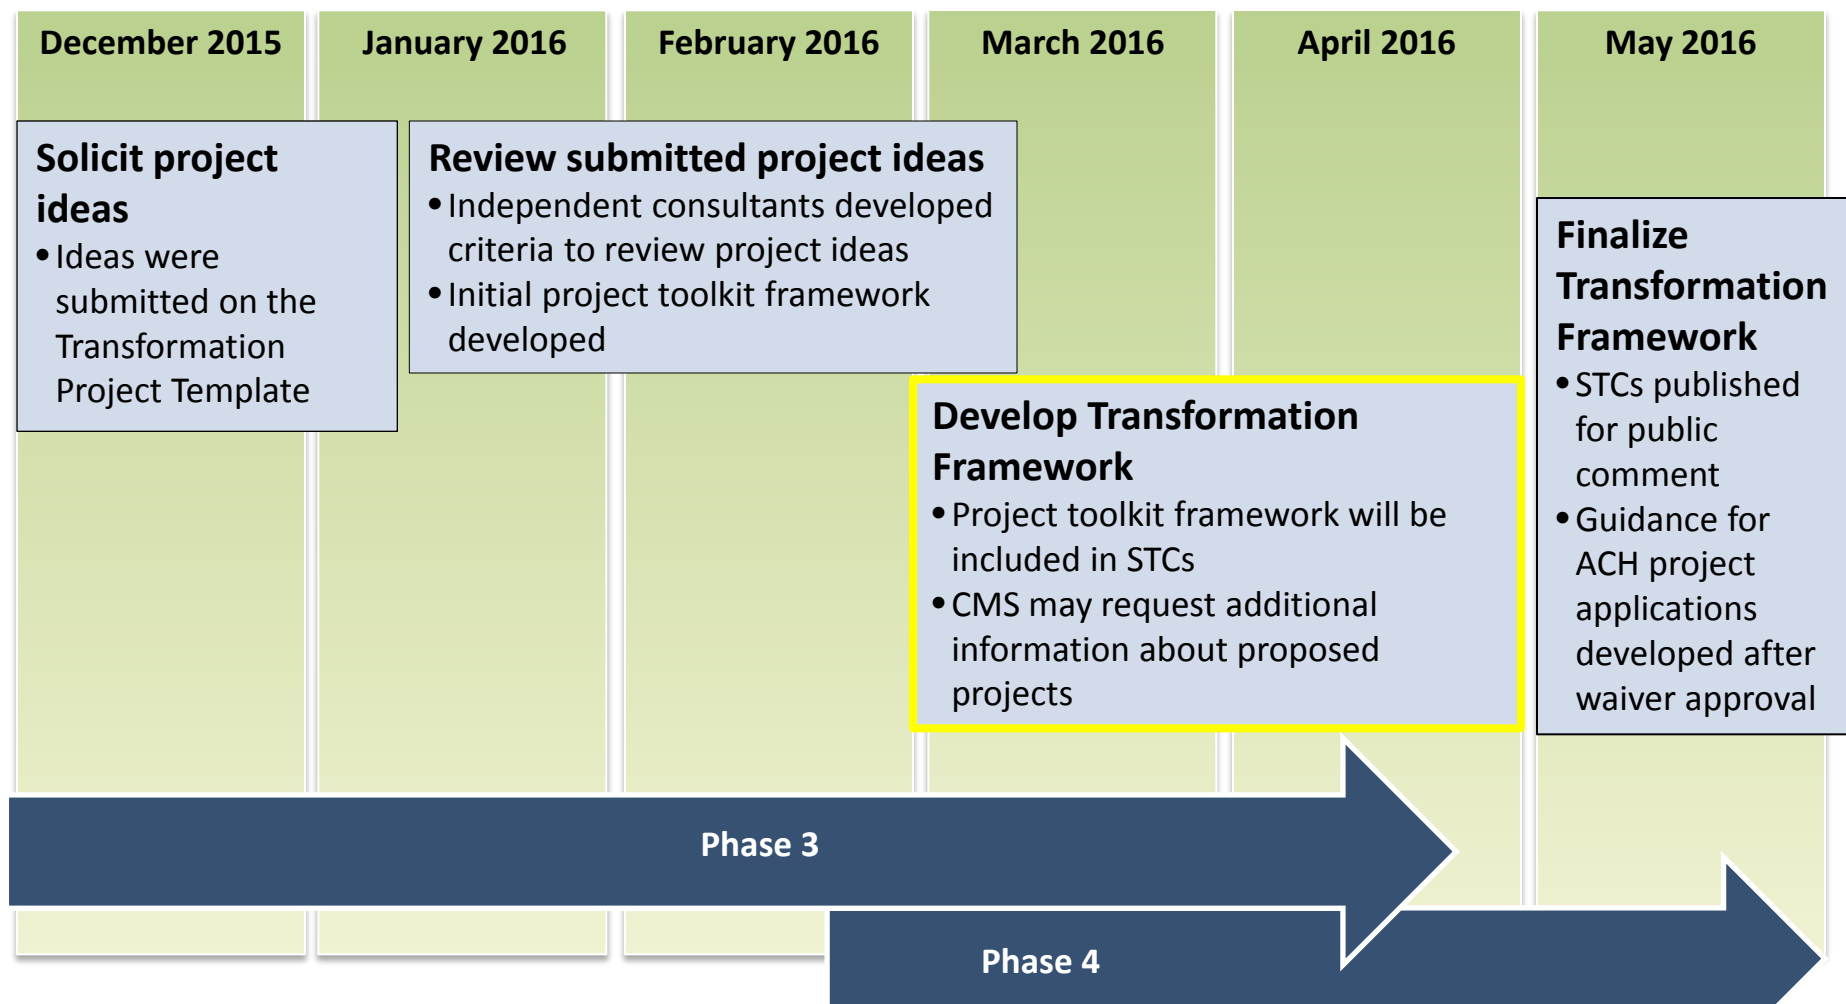 December 2015
January 2016
February 2016
March 2016
April 2016
May 2016
Solicit project
ideas
• Ideas were
submitted on the
Transformation
Project Template
Review submitted project ideas
• Independent consultants developed
criteria to review project ideas
• Initial project toolkit framework
developed
Develop Transformation
Framework
• Project toolkit framework will be
included in STCs
• CMS may request additional
information about proposed
projects
Finalize
Transformation
Framework
• STCs published
for public
comment
• Guidance for
ACH project
applications
developed after
waiver approval
Phase 3
Phase 4